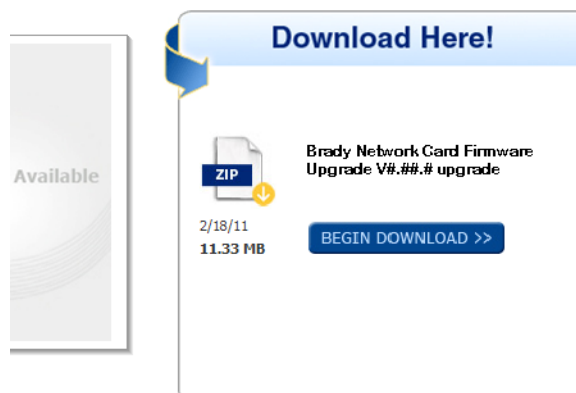 Download Here!
Available
ZIP
Brady Network Card Firmware
Upgrade V#.##.# upgrade
2/18/11
11.33 MB
BEGIN DOWNLOAD >>